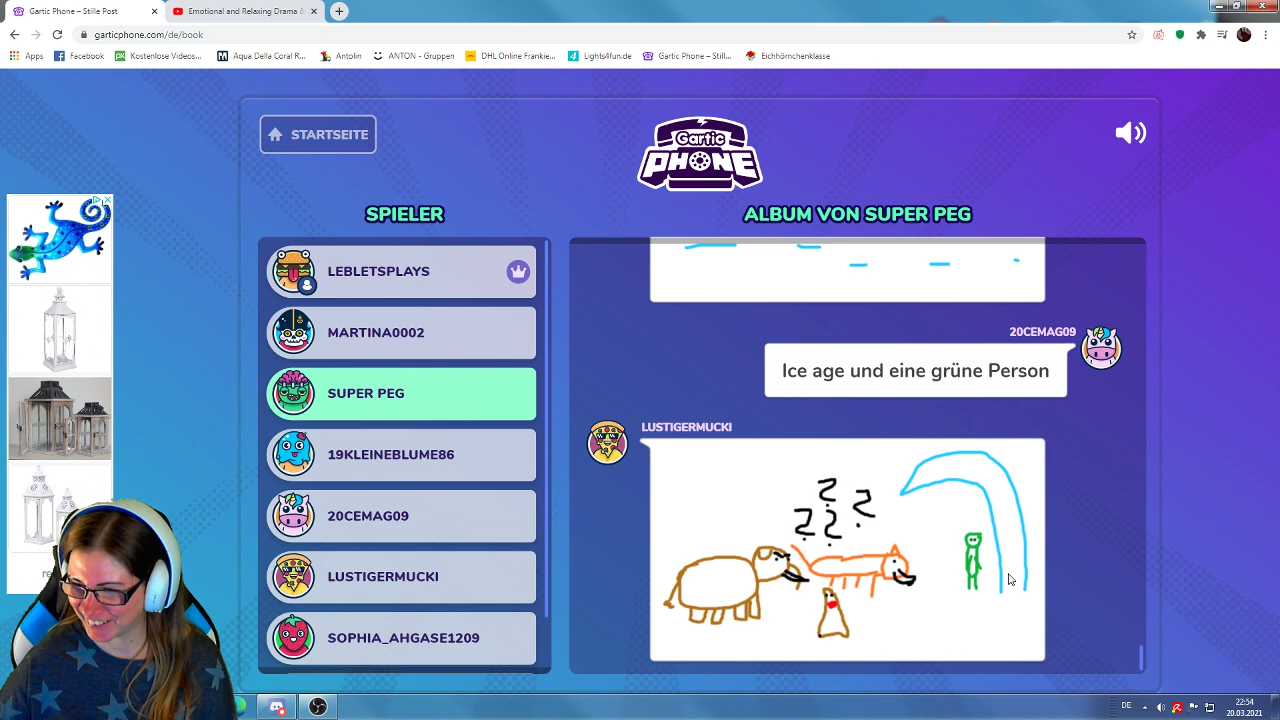 Gartic Phone – Stille Post
Emotional and Relaxing Drama &
garticphone.com/de/book
Apps
Facebook
Kostenlose Videos...
Aqua Della Coral R...
Antolin
ANTON - Gruppen
DHL Online Frankie...
Lights4fun.de
Gartic Phone – Still...
Eichhörnchenklasse
STARTSEITE
Gartic
PHONE
SPIELER
ALBUM VON SUPER PEG
LEBLETSPLAYS
MARTINA0002
SUPER PEG
19KLEINEBLUME86
20CEMAG09
LUSTIGERMUCKI
SOPHIA_AHGASE1209
20CEMAG09
Ice age und eine grüne Person
LUSTIGERMUCKI
? ? ? ?
DE
22:54
20.03.2021